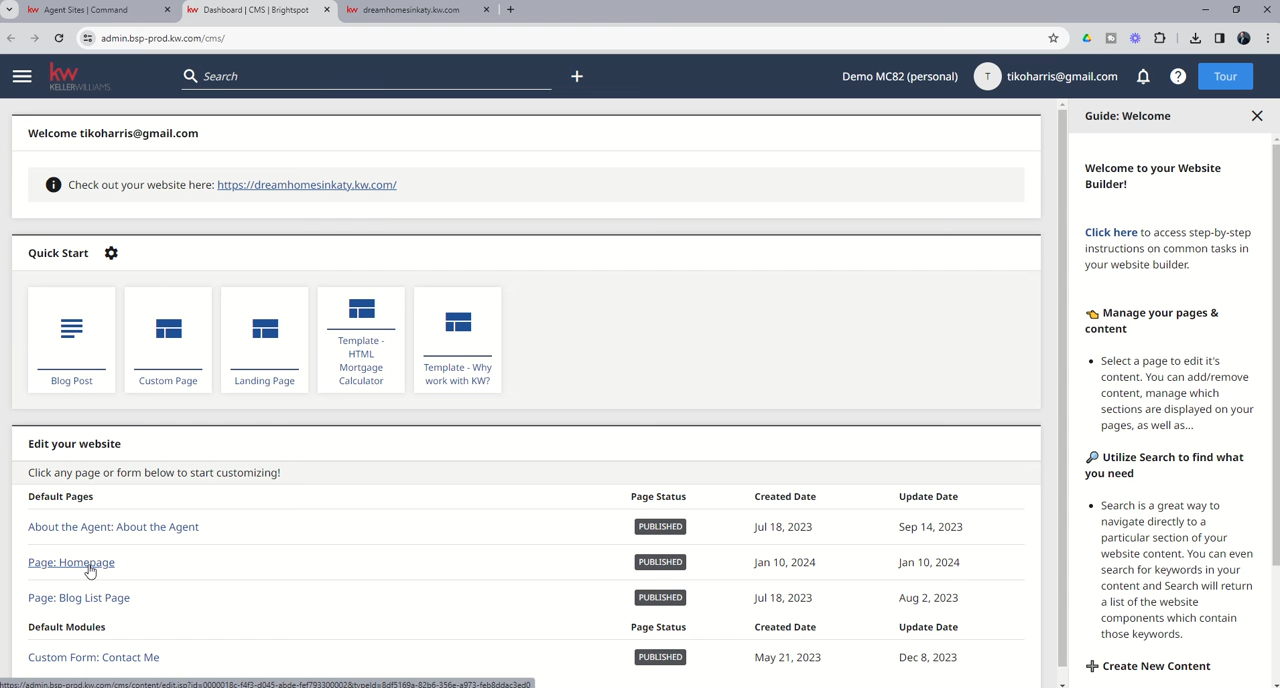 Agent Sites | Command
Dashboard | CMS | Brightspot
dreamhomesinkaty.kw.com
admin.bsp-prod.kw.com/cms/
kw
KELLERWILLIAMS
Search
Demo MC82 (personal)
T
tikoharris@gmail.com
Tour
Welcome tikoharris@gmail.com
Check out your website here: https://dreamhomesinkaty.kw.com/
Quick Start
Blog Post
Custom Page
Landing Page
Template -
HTML
Mortgage
Calculator
Template - Why
work with KW?
Edit your website
Click any page or form below to start customizing!
Default Pages Page Status Created Date Update Date
About the Agent: About the Agent PUBLISHED Jul 18, 2023 Sep 14, 2023
Page: Homepage PUBLISHED Jan 10, 2024 Jan 10, 2024
Page: Blog List Page PUBLISHED Jul 18, 2023 Aug 2, 2023
Default Modules Page Status Created Date Update Date
Custom Form: Contact Me PUBLISHED May 21, 2023 Dec 8, 2023
Guide: Welcome
Welcome to your Website
Builder!
Click here to access step-by-step
instructions on common tasks in
your website builder.
Manage your pages &
content
• Select a page to edit it's
content. You can add/remove
content, manage which
sections are displayed on your
pages, as well as...
Utilize Search to find what
you need
• Search is a great way to
navigate directly to a
particular section of your
website content. You can even
search for keywords in your
content and Search will return
a list of the website
components which contain
those keywords.
Create New Content